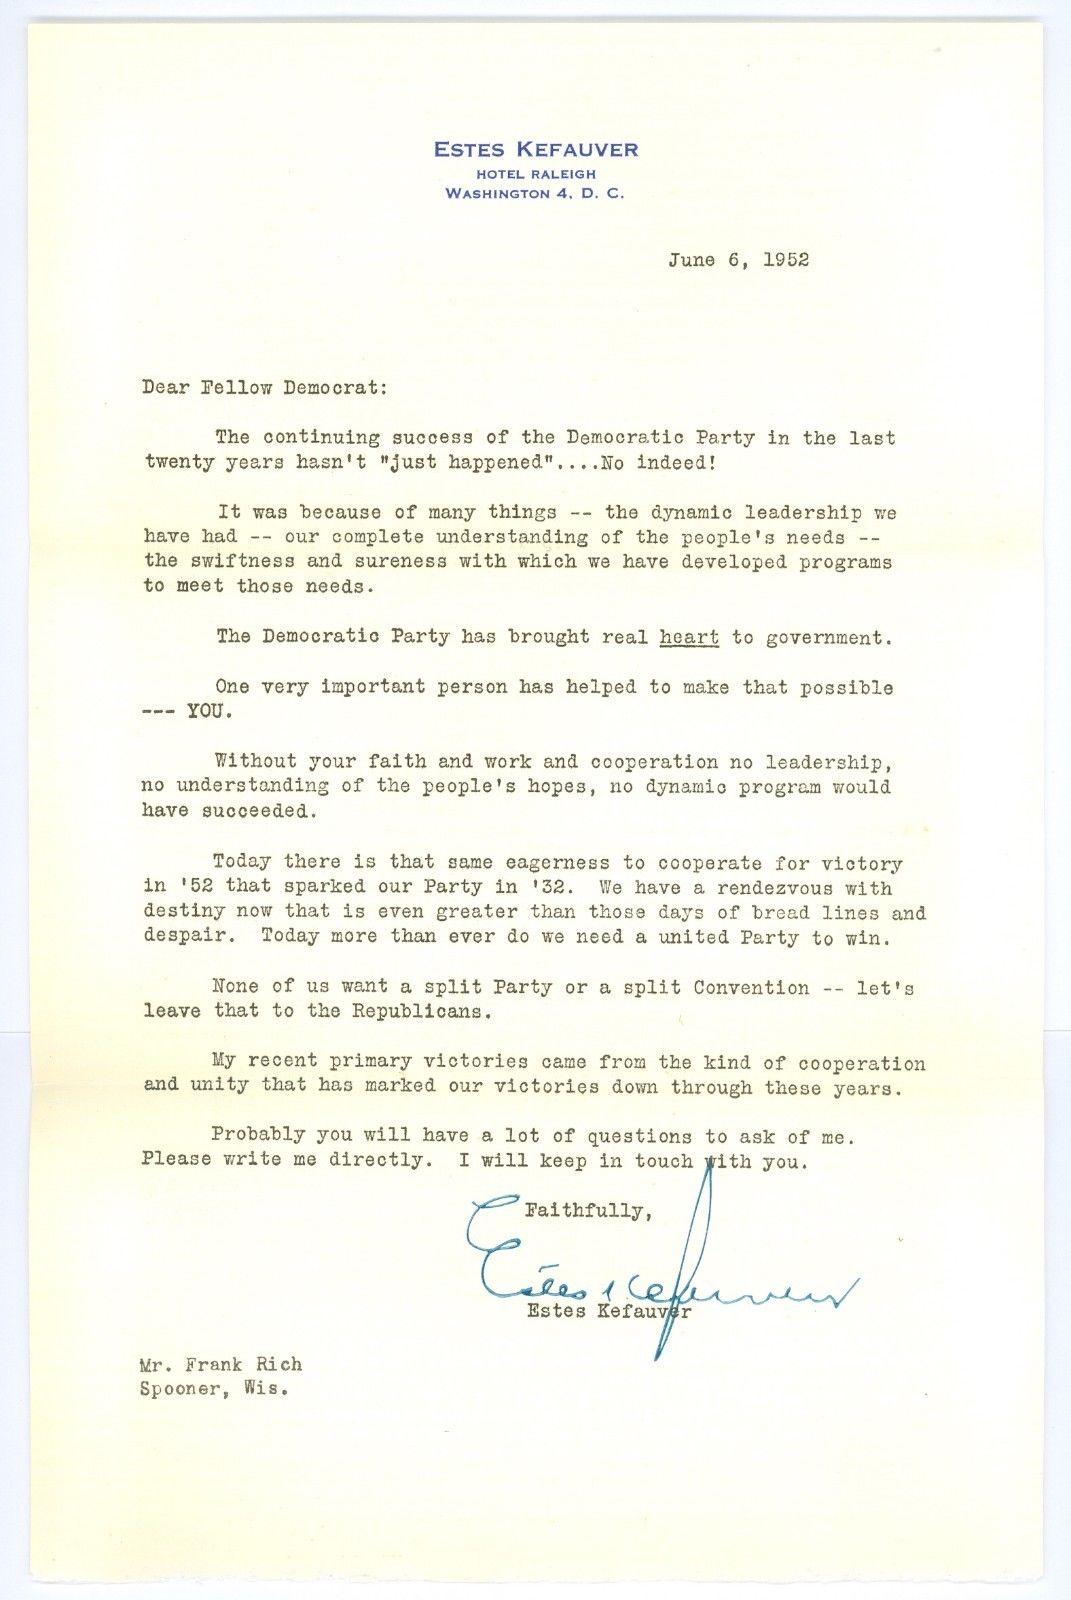 ESTES KEFAUVER
HOTEL RALEIGH
WASHINGTON 4, D. C.
June 6, 1952
Dear Fellow Democrat:
The continuing success of the Democratic Party in the last
twenty years hasn't "just happened"....No indeed!
It was because of many things -- the dynamic leadership we
have had -- our complete understanding of the people's needs --
the swiftness and sureness with which we have developed programs
to meet those needs.
The Democratic Party has brought real heart to government.
One very important person has helped to make that possible
--- YOU.
Without your faith and work and cooperation no leadership,
no understanding of the people's hopes, no dynamic program would
have succeeded.
Today there is that same eagerness to cooperate for victory
in '52 that sparked our Party in '32. We have a rendezvous with
destiny now that is even greater than those days of bread lines and
despair. Today more than ever do we need a united Party to win.
None of us want a split Party or a split Convention -- let's
leave that to the Republicans.
My recent primary victories came from the kind of cooperation
and unity that has marked our victories down through these years.
Probably you will have a lot of questions to ask of me.
Please write me directly. I will keep in touch with you.
Faithfully,
Estes Kefauver
Estes Kefauver
Mr. Frank Rich
Spooner, Wis.